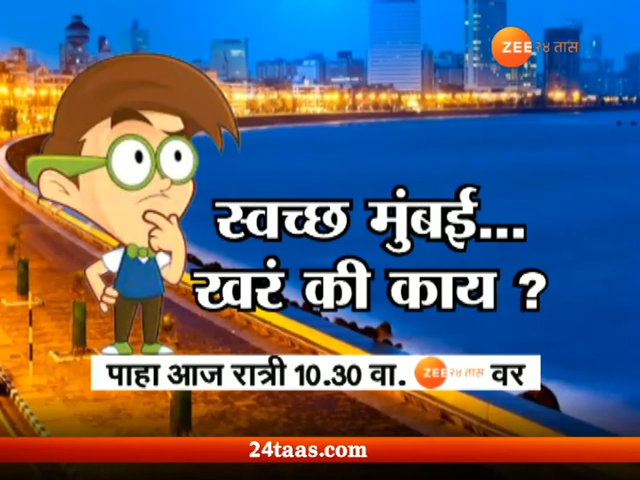 ZEE २४ तास
स्वच्छ मुंबई...
खरं की काय ?
पाहा आज रात्री 10.30 वा. ZEE २४ तास वर
24taas.com